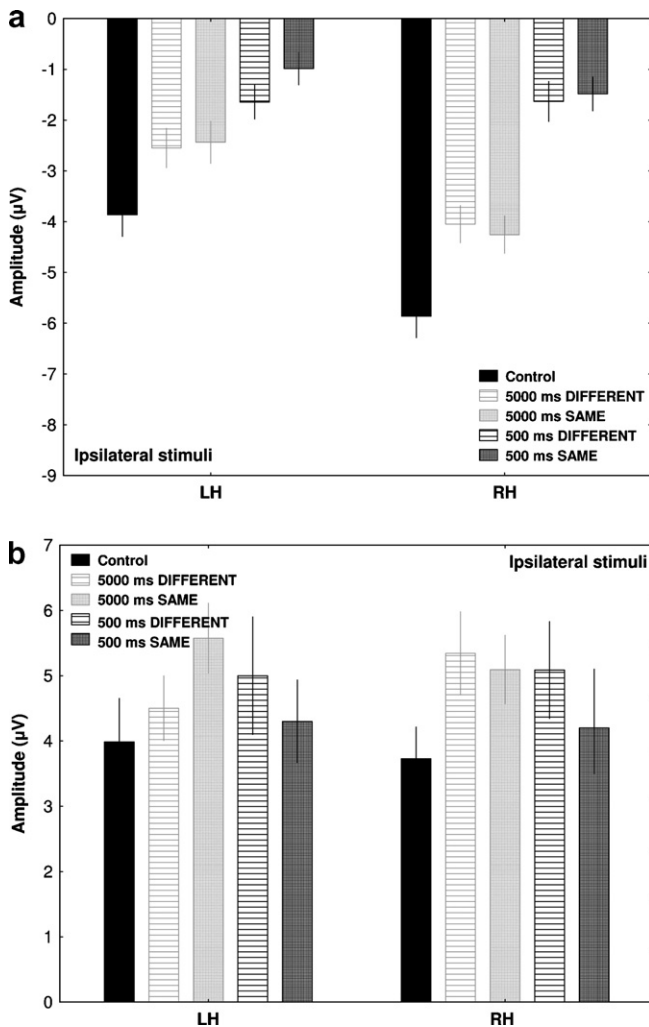 a
0
-1
-2
-3
-4
-5
-6
-7
-8
-9
Amplitude (µV)
Control
5000 ms DIFFERENT
5000 ms SAME
500 ms DIFFERENT
500 ms SAME
Ipsilateral stimuli
LH RH
b
7
6
5
4
3
2
1
0
Amplitude (µV)
Control
5000 ms DIFFERENT
5000 ms SAME
500 ms DIFFERENT
500 ms SAME
Ipsilateral stimuli
LH RH